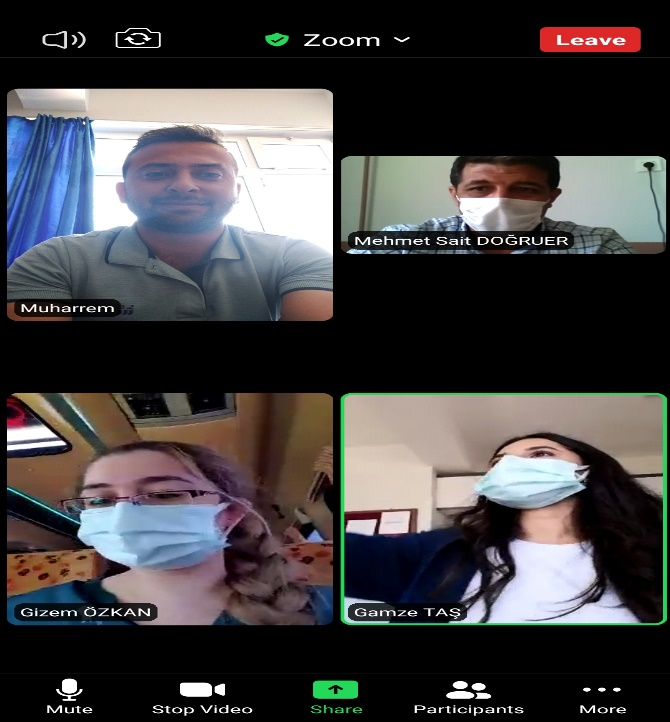 Zoom
Leave
Muharrem
Mehmet Sait DOĞRUER
Gizem ÖZKAN
Gamze TAŞ
Mute
Stop Video
Share
Participants
More